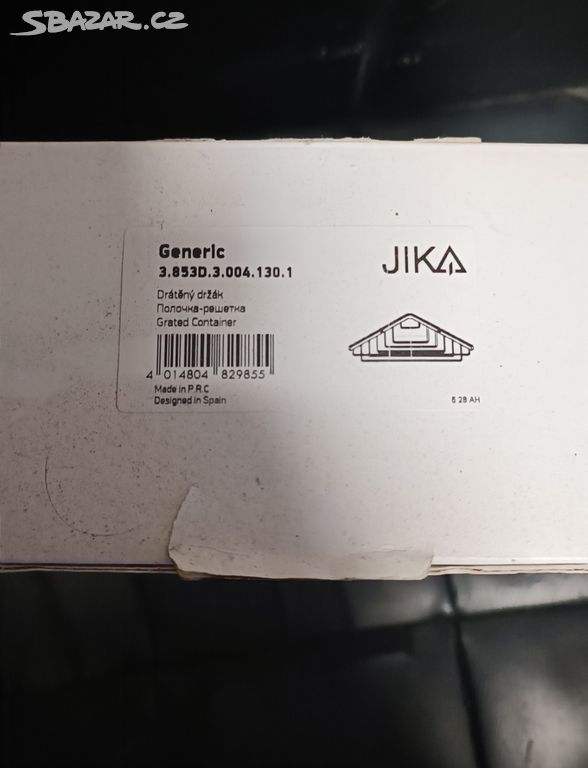 SBAZAR.CZ
Generic
3.853D.3.004.130.1
JIKA
Drátěný držák
Полочка-решетка
Grated Container
4 014804 829855
Made in P.R.C
Designed in Spain
6 28 AH